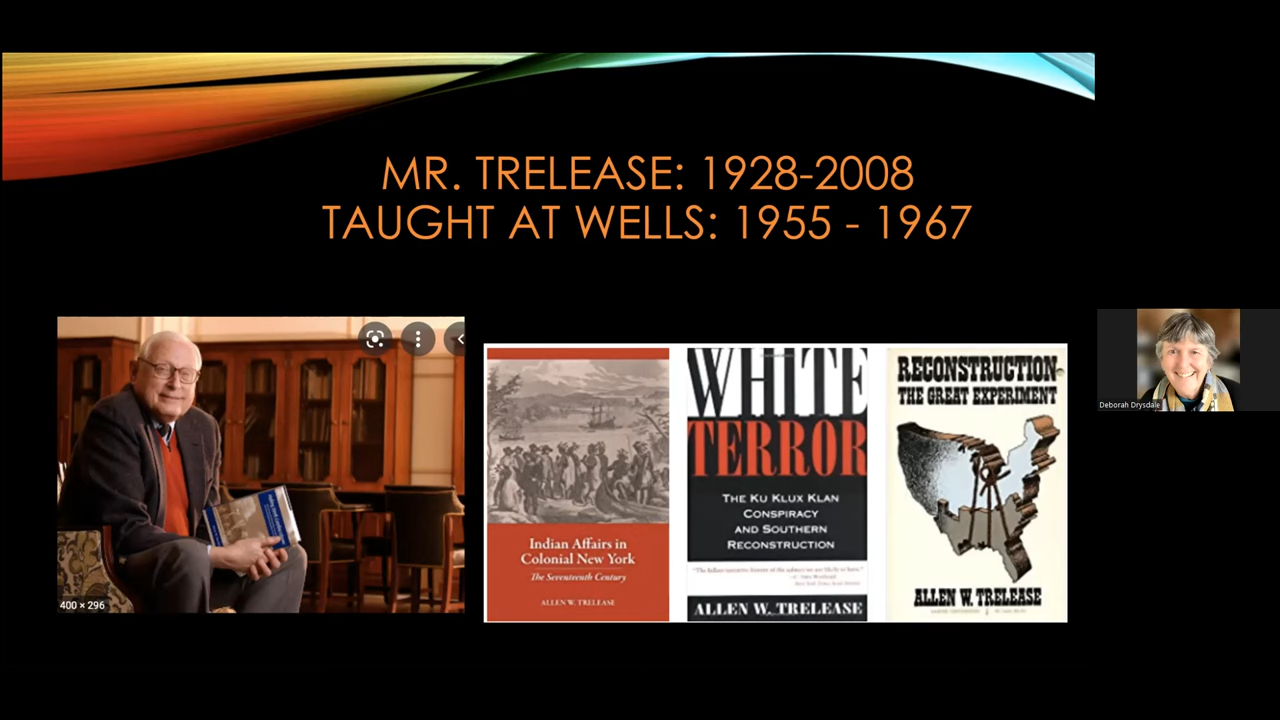 MR. TRELEASE: 1928-2008
TAUGHT AT WELLS: 1955 - 1967
400 × 296
Indian Affairs in
Colonial New York
The Seventeenth Century
ALLEN W. TRELEASE
WHITE
TERROR
THE KU KLUX KLAN
CONSPIRACY
AND SOUTHERN
RECONSTRUCTION
ALLEN W. TRELEASE
RECONSTRUCTION
THE GREAT EXPERIMENT
ALLEN W. TRELEASE
Deborah Drysdale